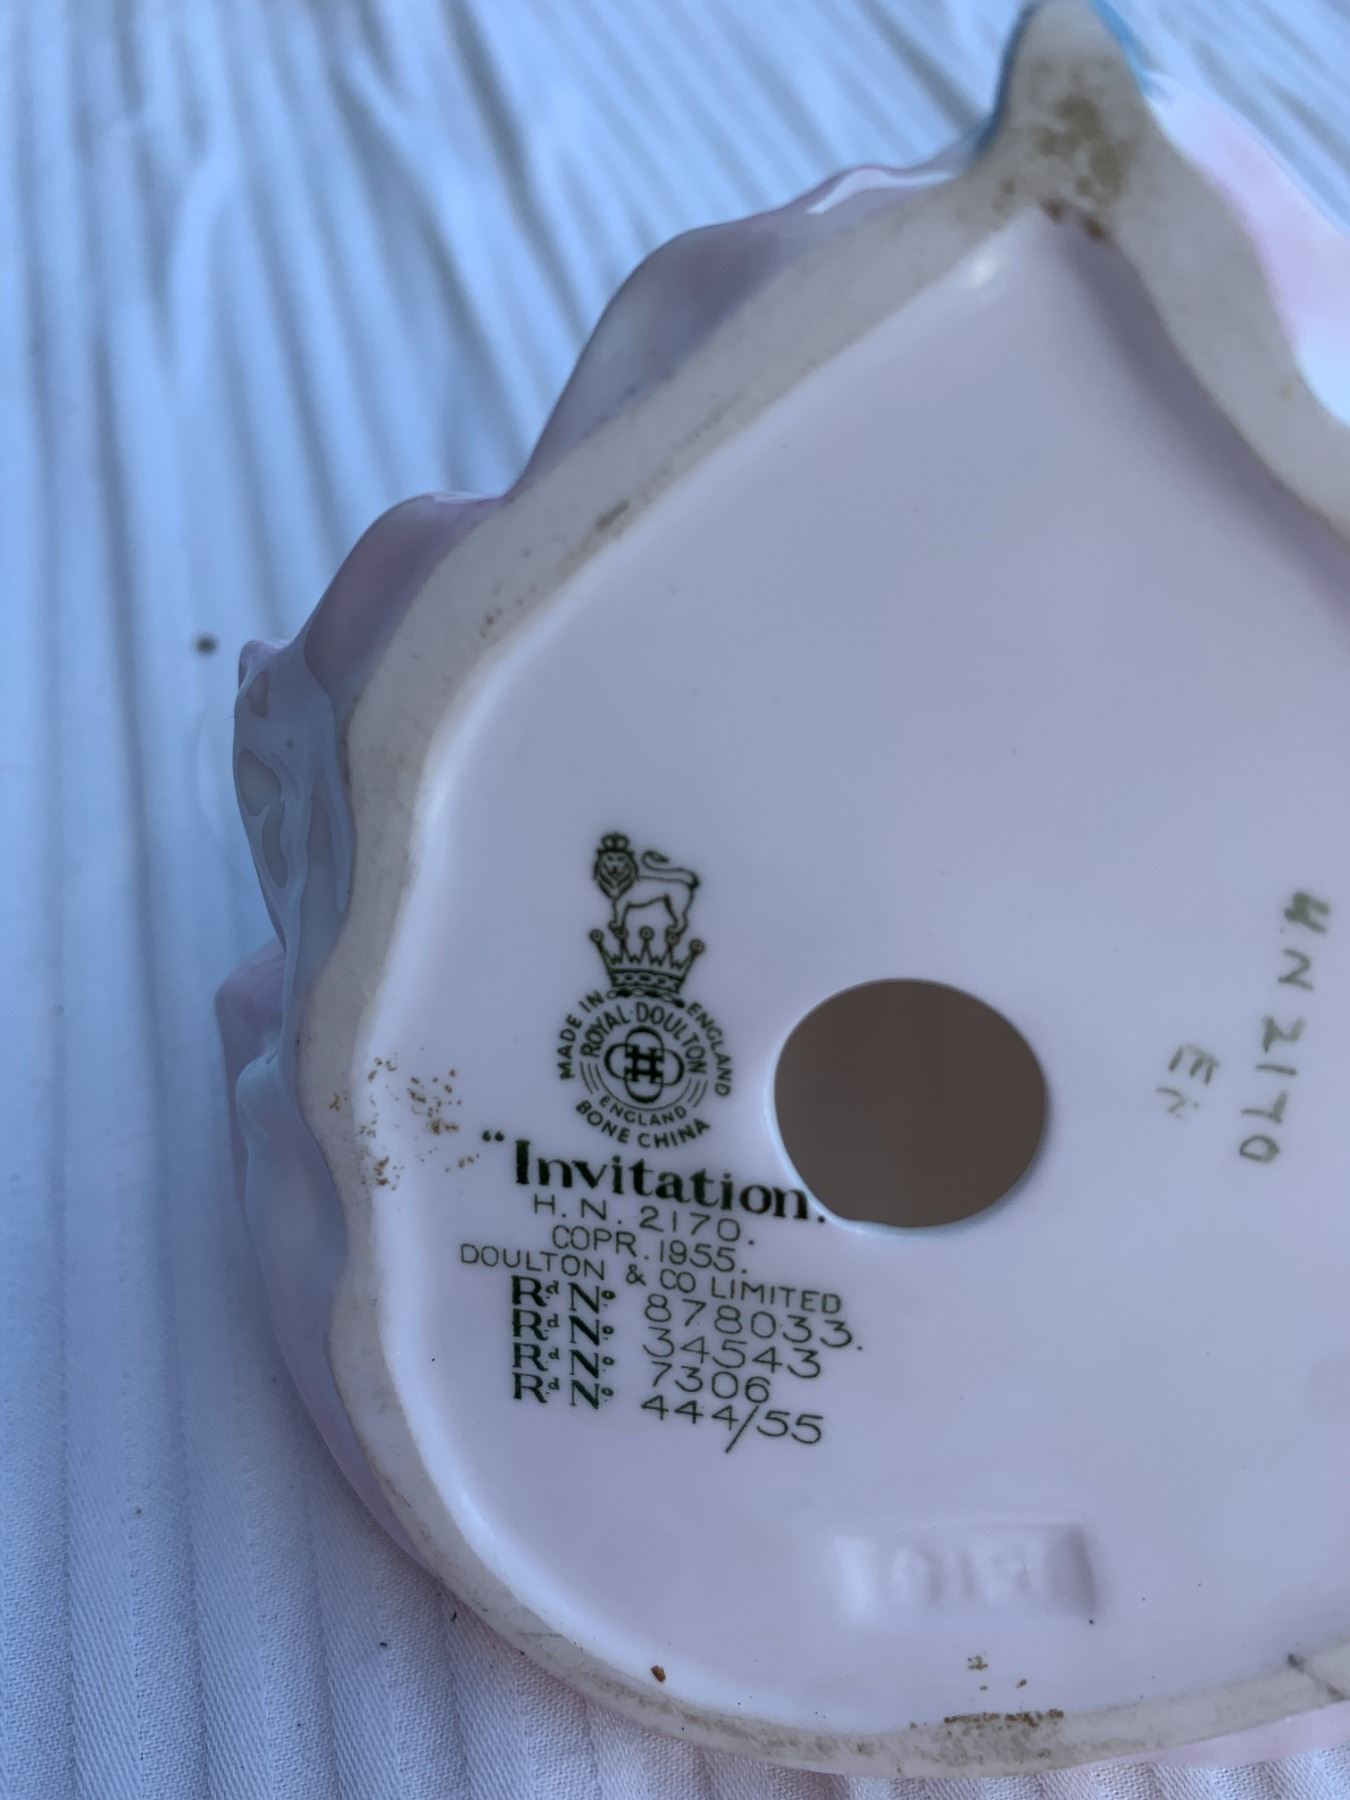 MADE IN ENGLAND
ROYAL·DOULTON
ENGLAND
BONE CHINA
"Invitation."
H. N. 2170.
COPR. 1955.
DOULTON & CO LIMITED
Rᵈ Nº 878033.
Rᵈ Nº 34543
Rᵈ Nº 7306
Rᵈ Nº 444/55
HN 2170